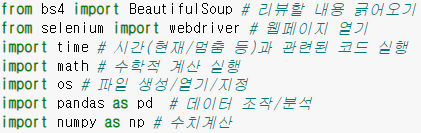 from bs4 import BeautifulSoup # 리뷰할 내용 긁어오기
from selenium import webdriver # 웹페이지 열기
import time # 시간(현재/멈춤 등)과 관련된 코드 실행
import math # 수학적 계산 실행
import os # 파일 생성/열기/지정
import pandas as pd # 데이터 조작/분석
import numpy as np # 수치계산